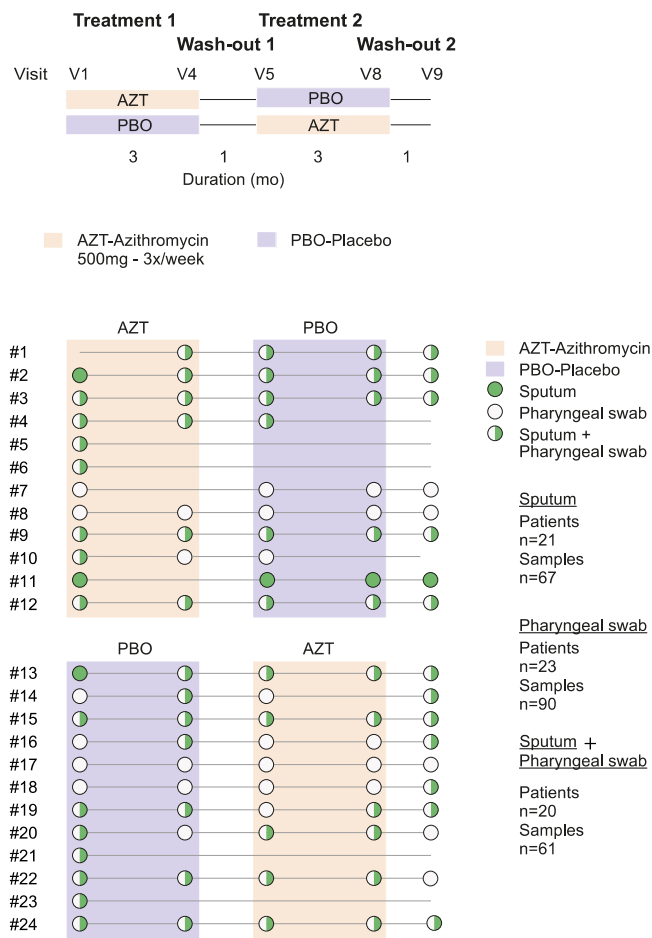 Treatment 1 Treatment 2
Wash-out 1 Wash-out 2
Visit V1 V4 V5 V8 V9
AZT PBO
PBO AZT
3 1 3 1
Duration (mo)
AZT-Azithromycin
500mg - 3x/week
PBO-Placebo
AZT PBO
#1
#2
#3
#4
#5
#6
#7
#8
#9
#10
#11
#12
PBO AZT
#13
#14
#15
#16
#17
#18
#19
#20
#21
#22
#23
#24
AZT-Azithromycin
PBO-Placebo
Sputum
Pharyngeal swab
Sputum +
Pharyngeal swab
Sputum
Patients
n=21
Samples
n=67
Pharyngeal swab
Patients
n=23
Samples
n=90
Sputum +
Pharyngeal swab
Patients
n=20
Samples
n=61